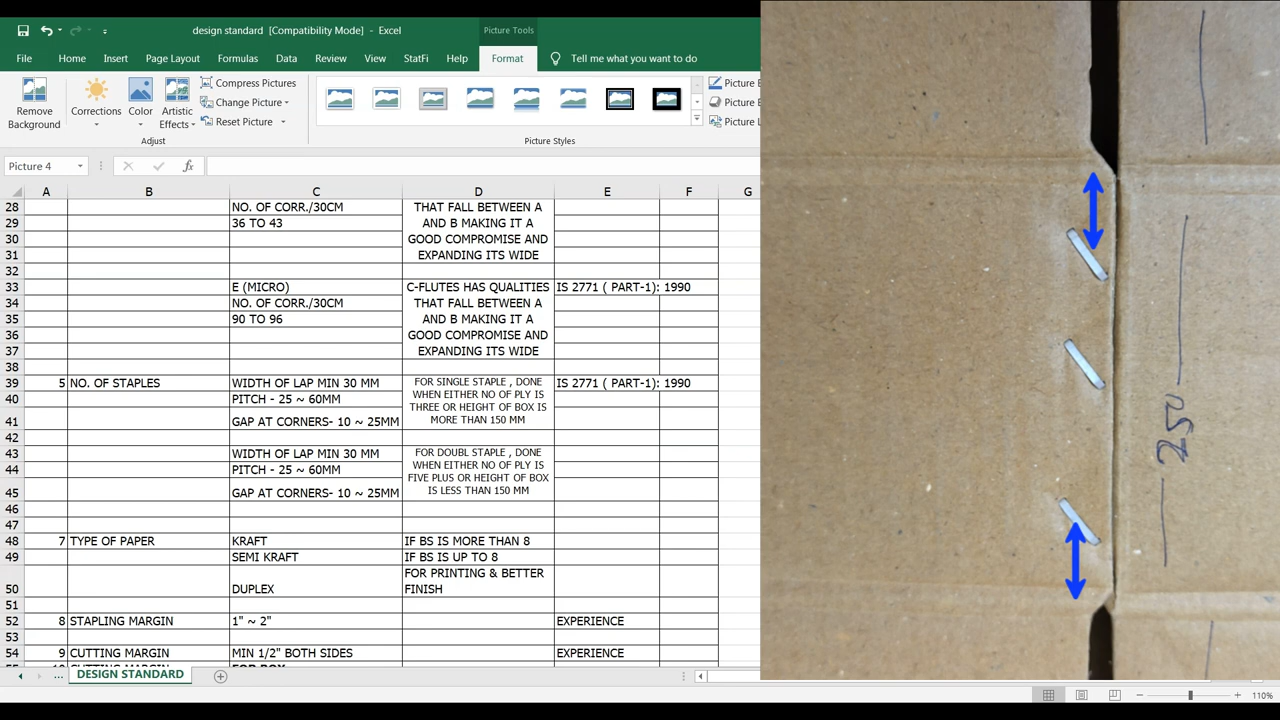 design standard [Compatibility Mode] - Excel
Picture Tools
File Home Insert Page Layout Formulas Data Review View StatFi Help Format Tell me what you want to do
Remove Background
Corrections
Color
Artistic Effects
Compress Pictures
Change Picture
Reset Picture
Adjust
Picture Styles
Picture B
Picture E
Picture L
Picture 4
fx
A B C D E F G
28 NO. OF CORR./30CM THAT FALL BETWEEN A
29 36 TO 43 AND B MAKING IT A
30 GOOD COMPROMISE AND
31 EXPANDING ITS WIDE
32
33 E (MICRO) C-FLUTES HAS QUALITIES IS 2771 ( PART-1): 1990
34 NO. OF CORR./30CM THAT FALL BETWEEN A
35 90 TO 96 AND B MAKING IT A
36 GOOD COMPROMISE AND
37 EXPANDING ITS WIDE
38
39 5 NO. OF STAPLES WIDTH OF LAP MIN 30 MM FOR SINGLE STAPLE , DONE IS 2771 ( PART-1): 1990
WHEN EITHER NO OF PLY IS
40 PITCH - 25 ~ 60MM THREE OR HEIGHT OF BOX IS
41 GAP AT CORNERS- 10 ~ 25MM MORE THAN 150 MM
42
43 WIDTH OF LAP MIN 30 MM FOR DOUBL STAPLE , DONE
44 PITCH - 25 ~ 60MM WHEN EITHER NO OF PLY IS
FIVE PLUS OR HEIGHT OF BOX
45 GAP AT CORNERS- 10 ~ 25MM IS LESS THAN 150 MM
46
47
48 7 TYPE OF PAPER KRAFT IF BS IS MORE THAN 8
49 SEMI KRAFT IF BS IS UP TO 8
FOR PRINTING & BETTER
50 DUPLEX FINISH
51
52 8 STAPLING MARGIN 1" ~ 2" EXPERIENCE
53
54 9 CUTTING MARGIN MIN 1/2" BOTH SIDES EXPERIENCE
DESIGN STANDARD
110%
250